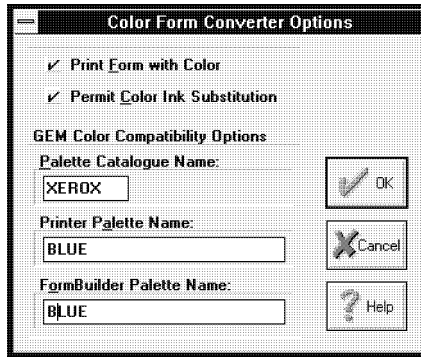 Color Form Converter Options
Print Form with Color
Permit Color Ink Substitution
GEM Color Compatibility Options
Palette Catalogue Name:
XEROX
OK
Printer Palette Name:
BLUE
Cancel
FormBuilder Palette Name:
BLUE
Help